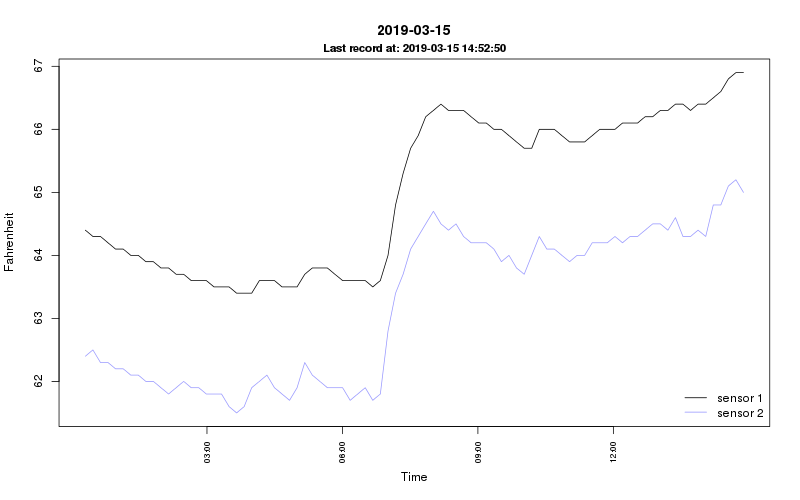 2019-03-15
Last record at: 2019-03-15 14:52:50
Fahrenheit
67
66
65
64
63
62
sensor 1
sensor 2
03:00
06:00
09:00
12:00
Time